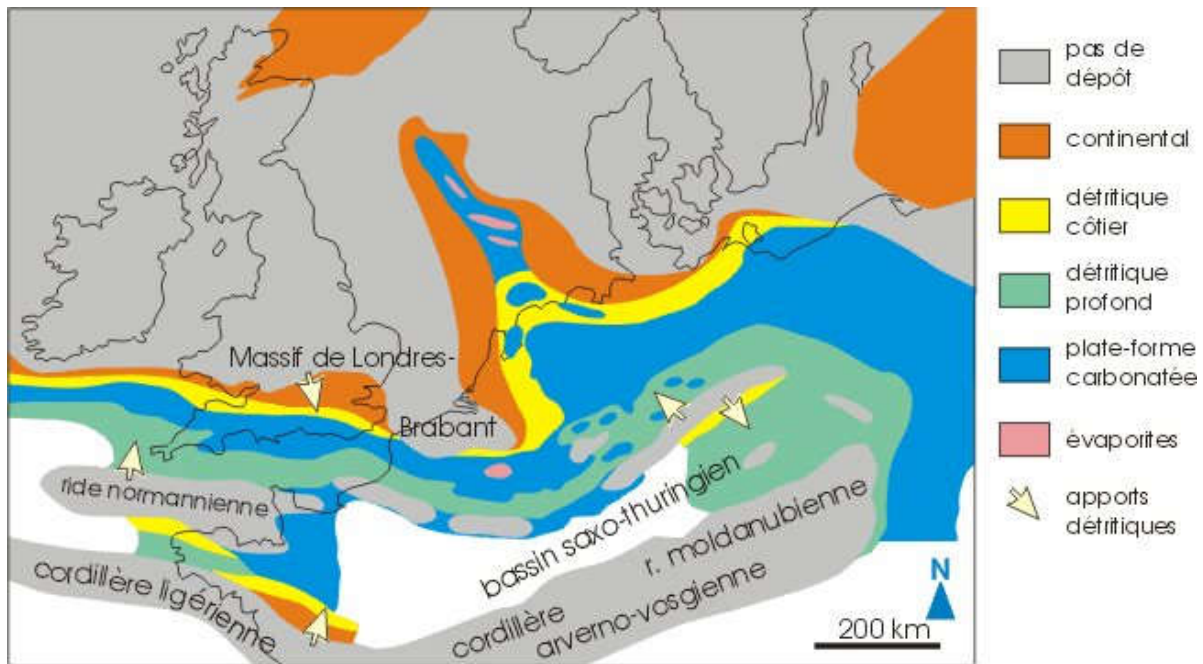 Massif de Londres-
Brabant
ride normannienne
cordillère ligérienne
bassin saxo-thuringien
r. moldanubienne
cordillère
arverno-vosgienne
N
200 km
pas de
dépôt
continental
détritique
côtier
détritique
profond
plate-forme
carbonatée
évaporites
apports
détritiques